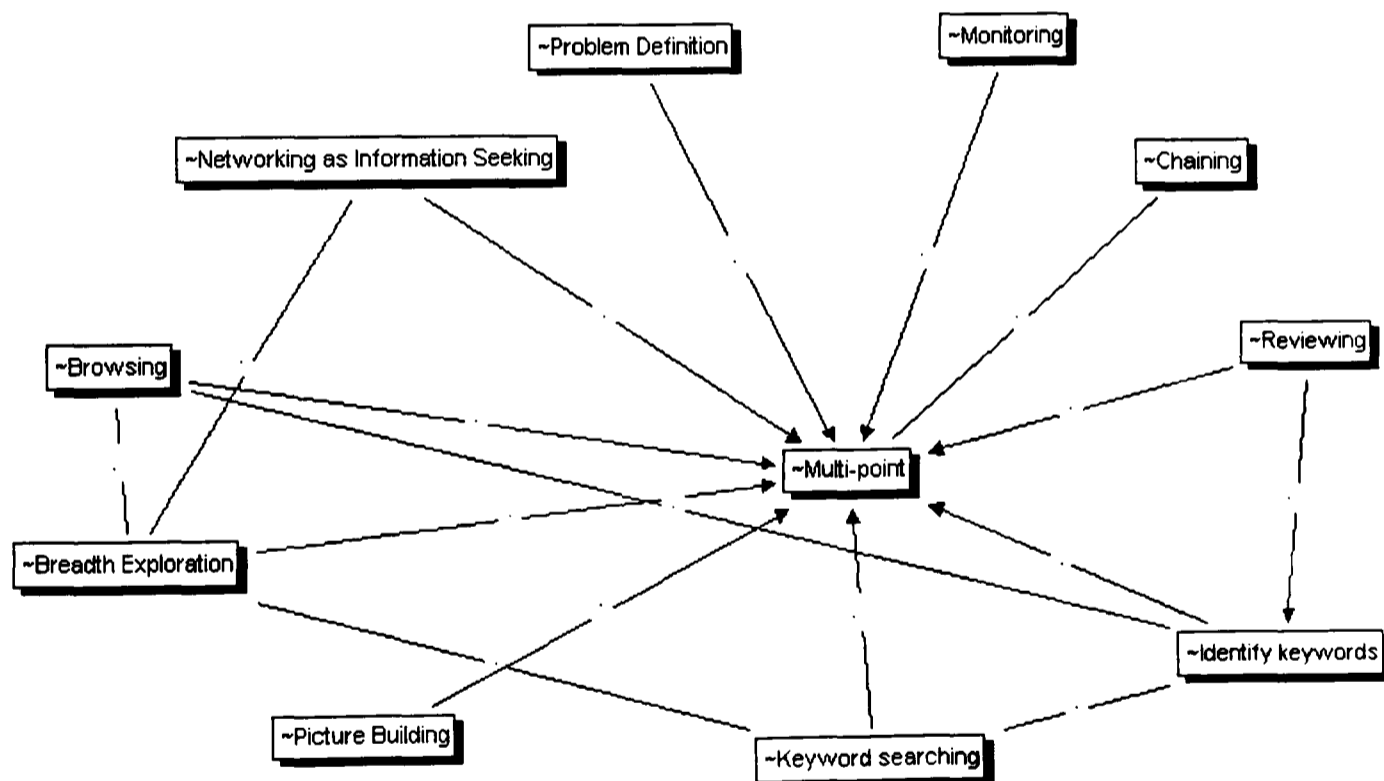 ~Problem Definition
~Monitoring
~Networking as Information Seeking
~Chaining
~Browsing
~Reviewing
~Multi-point
~Breadth Exploration
~Identify keywords
~Picture Building
~Keyword searching